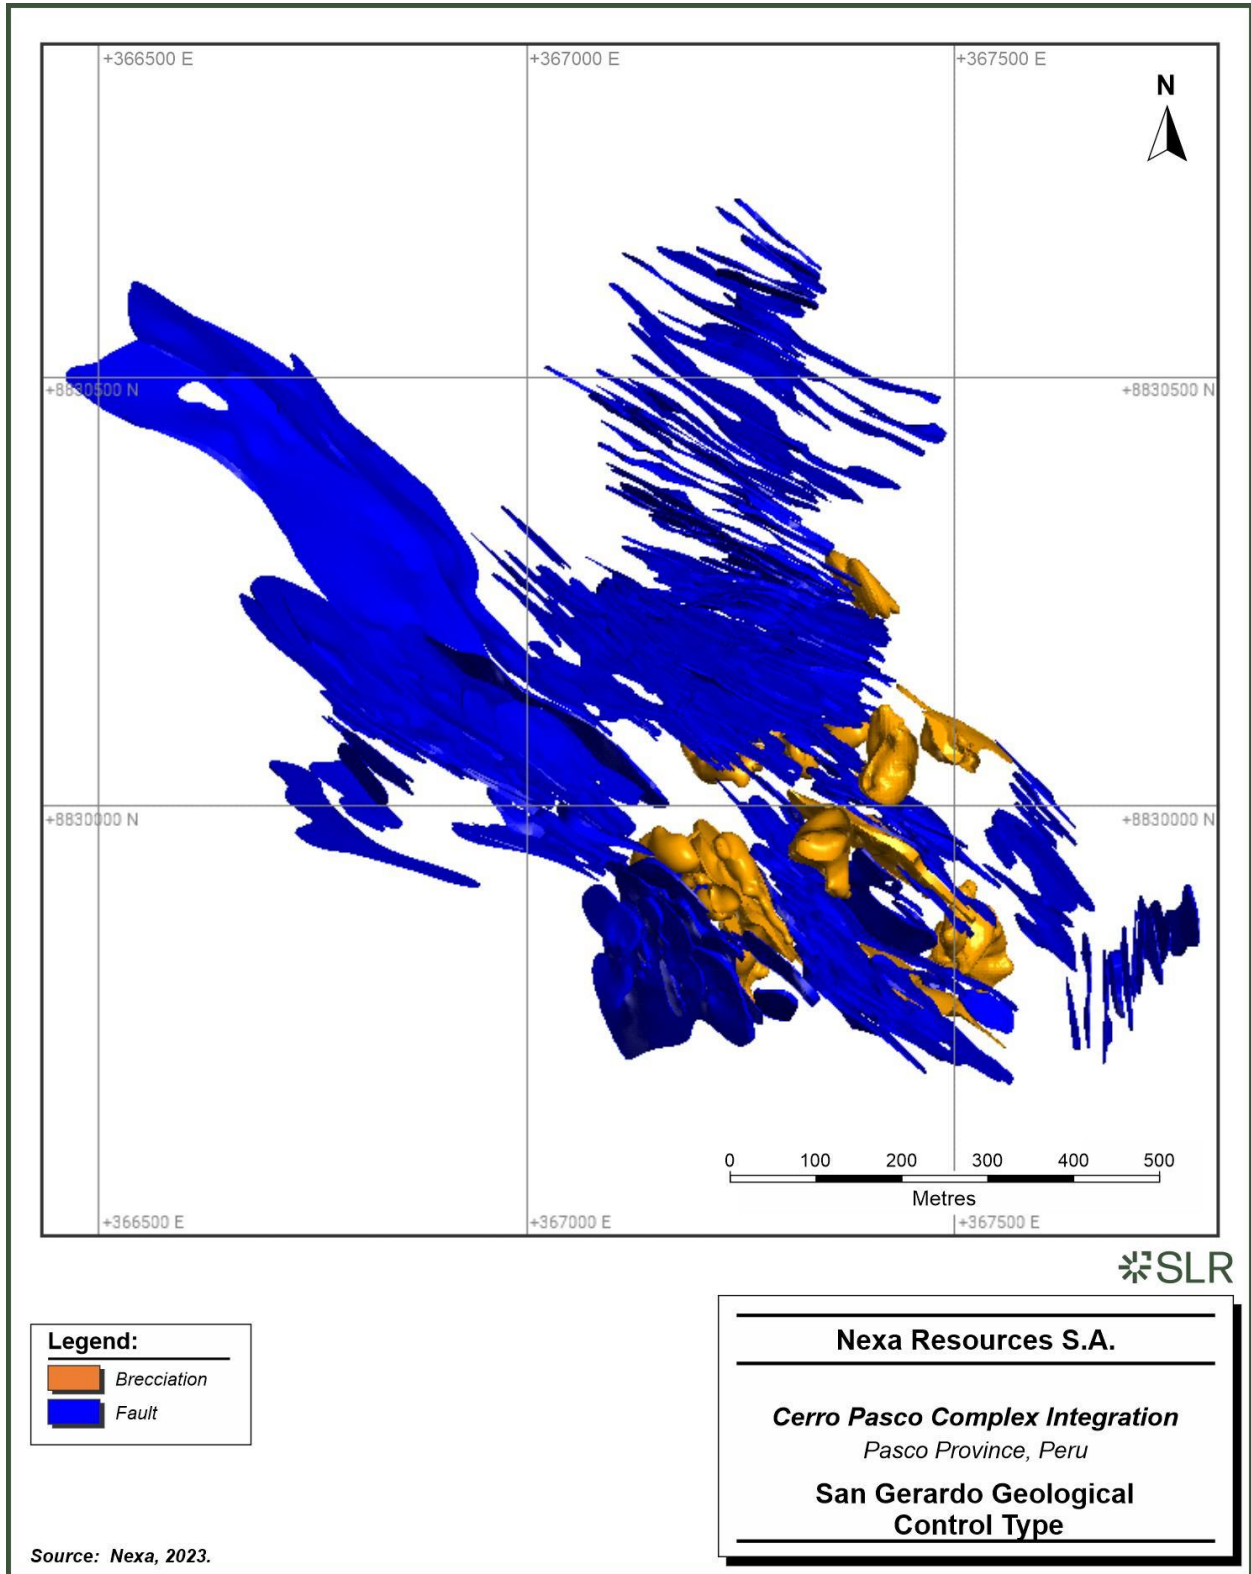 +366500 E
+367000 E
+367500 E
N
+8830500 N
+8830500 N
+8830000 N
+8830000 N
0 100 200 300 400 500
Metres
+366500 E
+367000 E
+367500 E
SLR
Legend:
Brecciation
Fault
Nexa Resources S.A.
Cerro Pasco Complex Integration
Pasco Province, Peru
San Gerardo Geological
Control Type
Source: Nexa, 2023.